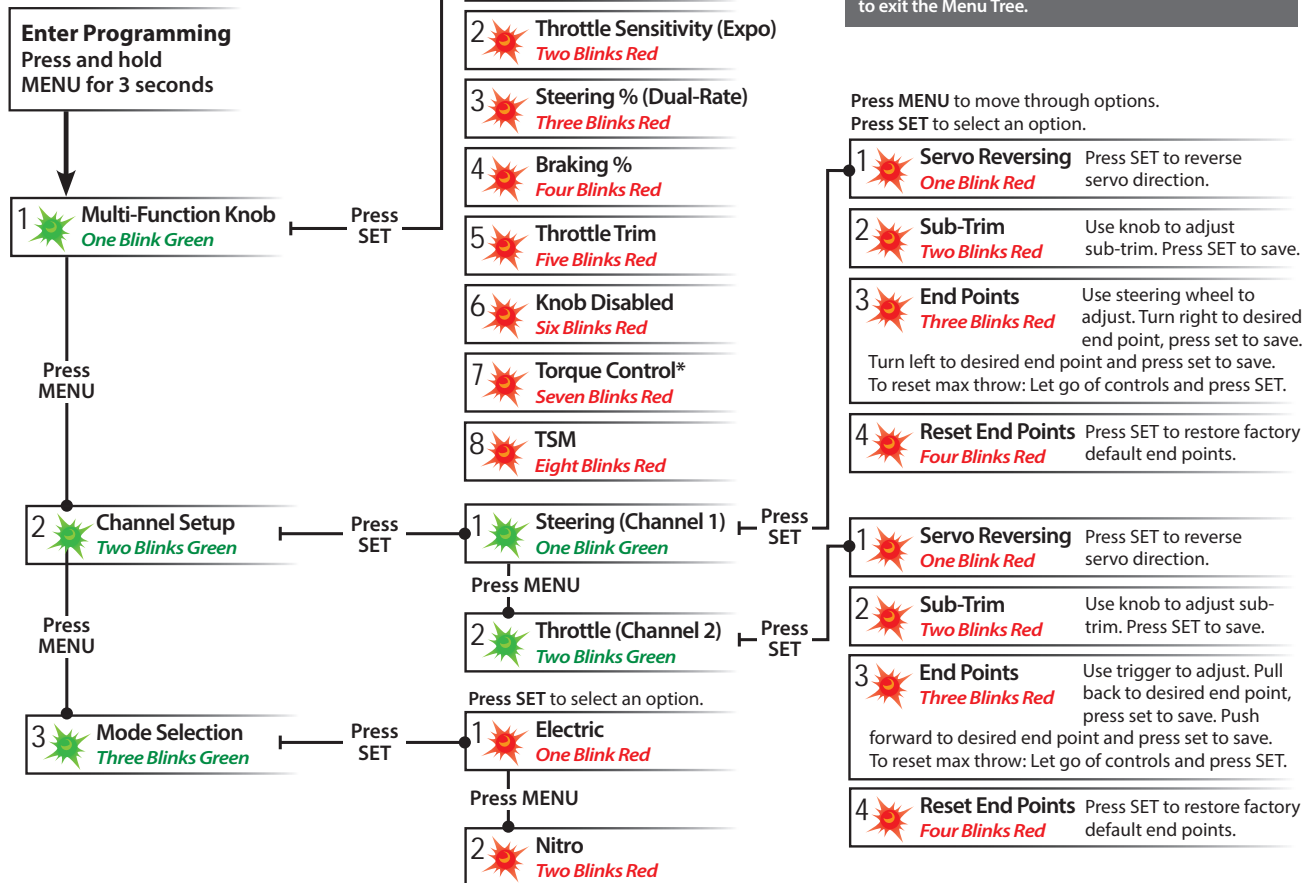 to exit the Menu Tree.
Enter Programming
Press and hold
MENU for 3 seconds
1
Multi-Function Knob
One Blink Green
Press
SET
2
Throttle Sensitivity (Expo)
Two Blinks Red
3
Steering % (Dual-Rate)
Three Blinks Red
4
Braking %
Four Blinks Red
5
Throttle Trim
Five Blinks Red
6
Knob Disabled
Six Blinks Red
7
Torque Control*
Seven Blinks Red
8
TSM
Eight Blinks Red
Press
MENU
2
Channel Setup
Two Blinks Green
Press
SET
1
Steering (Channel 1)
One Blink Green
Press
SET
Press MENU
2
Throttle (Channel 2)
Two Blinks Green
Press
SET
Press
MENU
3
Mode Selection
Three Blinks Green
Press
SET
Press SET to select an option.
1
Electric
One Blink Red
Press MENU
2
Nitro
Two Blinks Red
Press MENU to move through options.
Press SET to select an option.
1
Servo Reversing
One Blink Red
Press SET to reverse
servo direction.
2
Sub-Trim
Two Blinks Red
Use knob to adjust
sub-trim. Press SET to save.
3
End Points
Three Blinks Red
Use steering wheel to
adjust. Turn right to desired
end point, press set to save.
Turn left to desired end point and press set to save.
To reset max throw: Let go of controls and press SET.
4
Reset End Points
Four Blinks Red
Press SET to restore factory
default end points.
1
Servo Reversing
One Blink Red
Press SET to reverse
servo direction.
2
Sub-Trim
Two Blinks Red
Use knob to adjust sub-
trim. Press SET to save.
3
End Points
Three Blinks Red
Use trigger to adjust. Pull
back to desired end point,
press set to save. Push
forward to desired end point and press set to save.
To reset max throw: Let go of controls and press SET.
4
Reset End Points
Four Blinks Red
Press SET to restore factory
default end points.